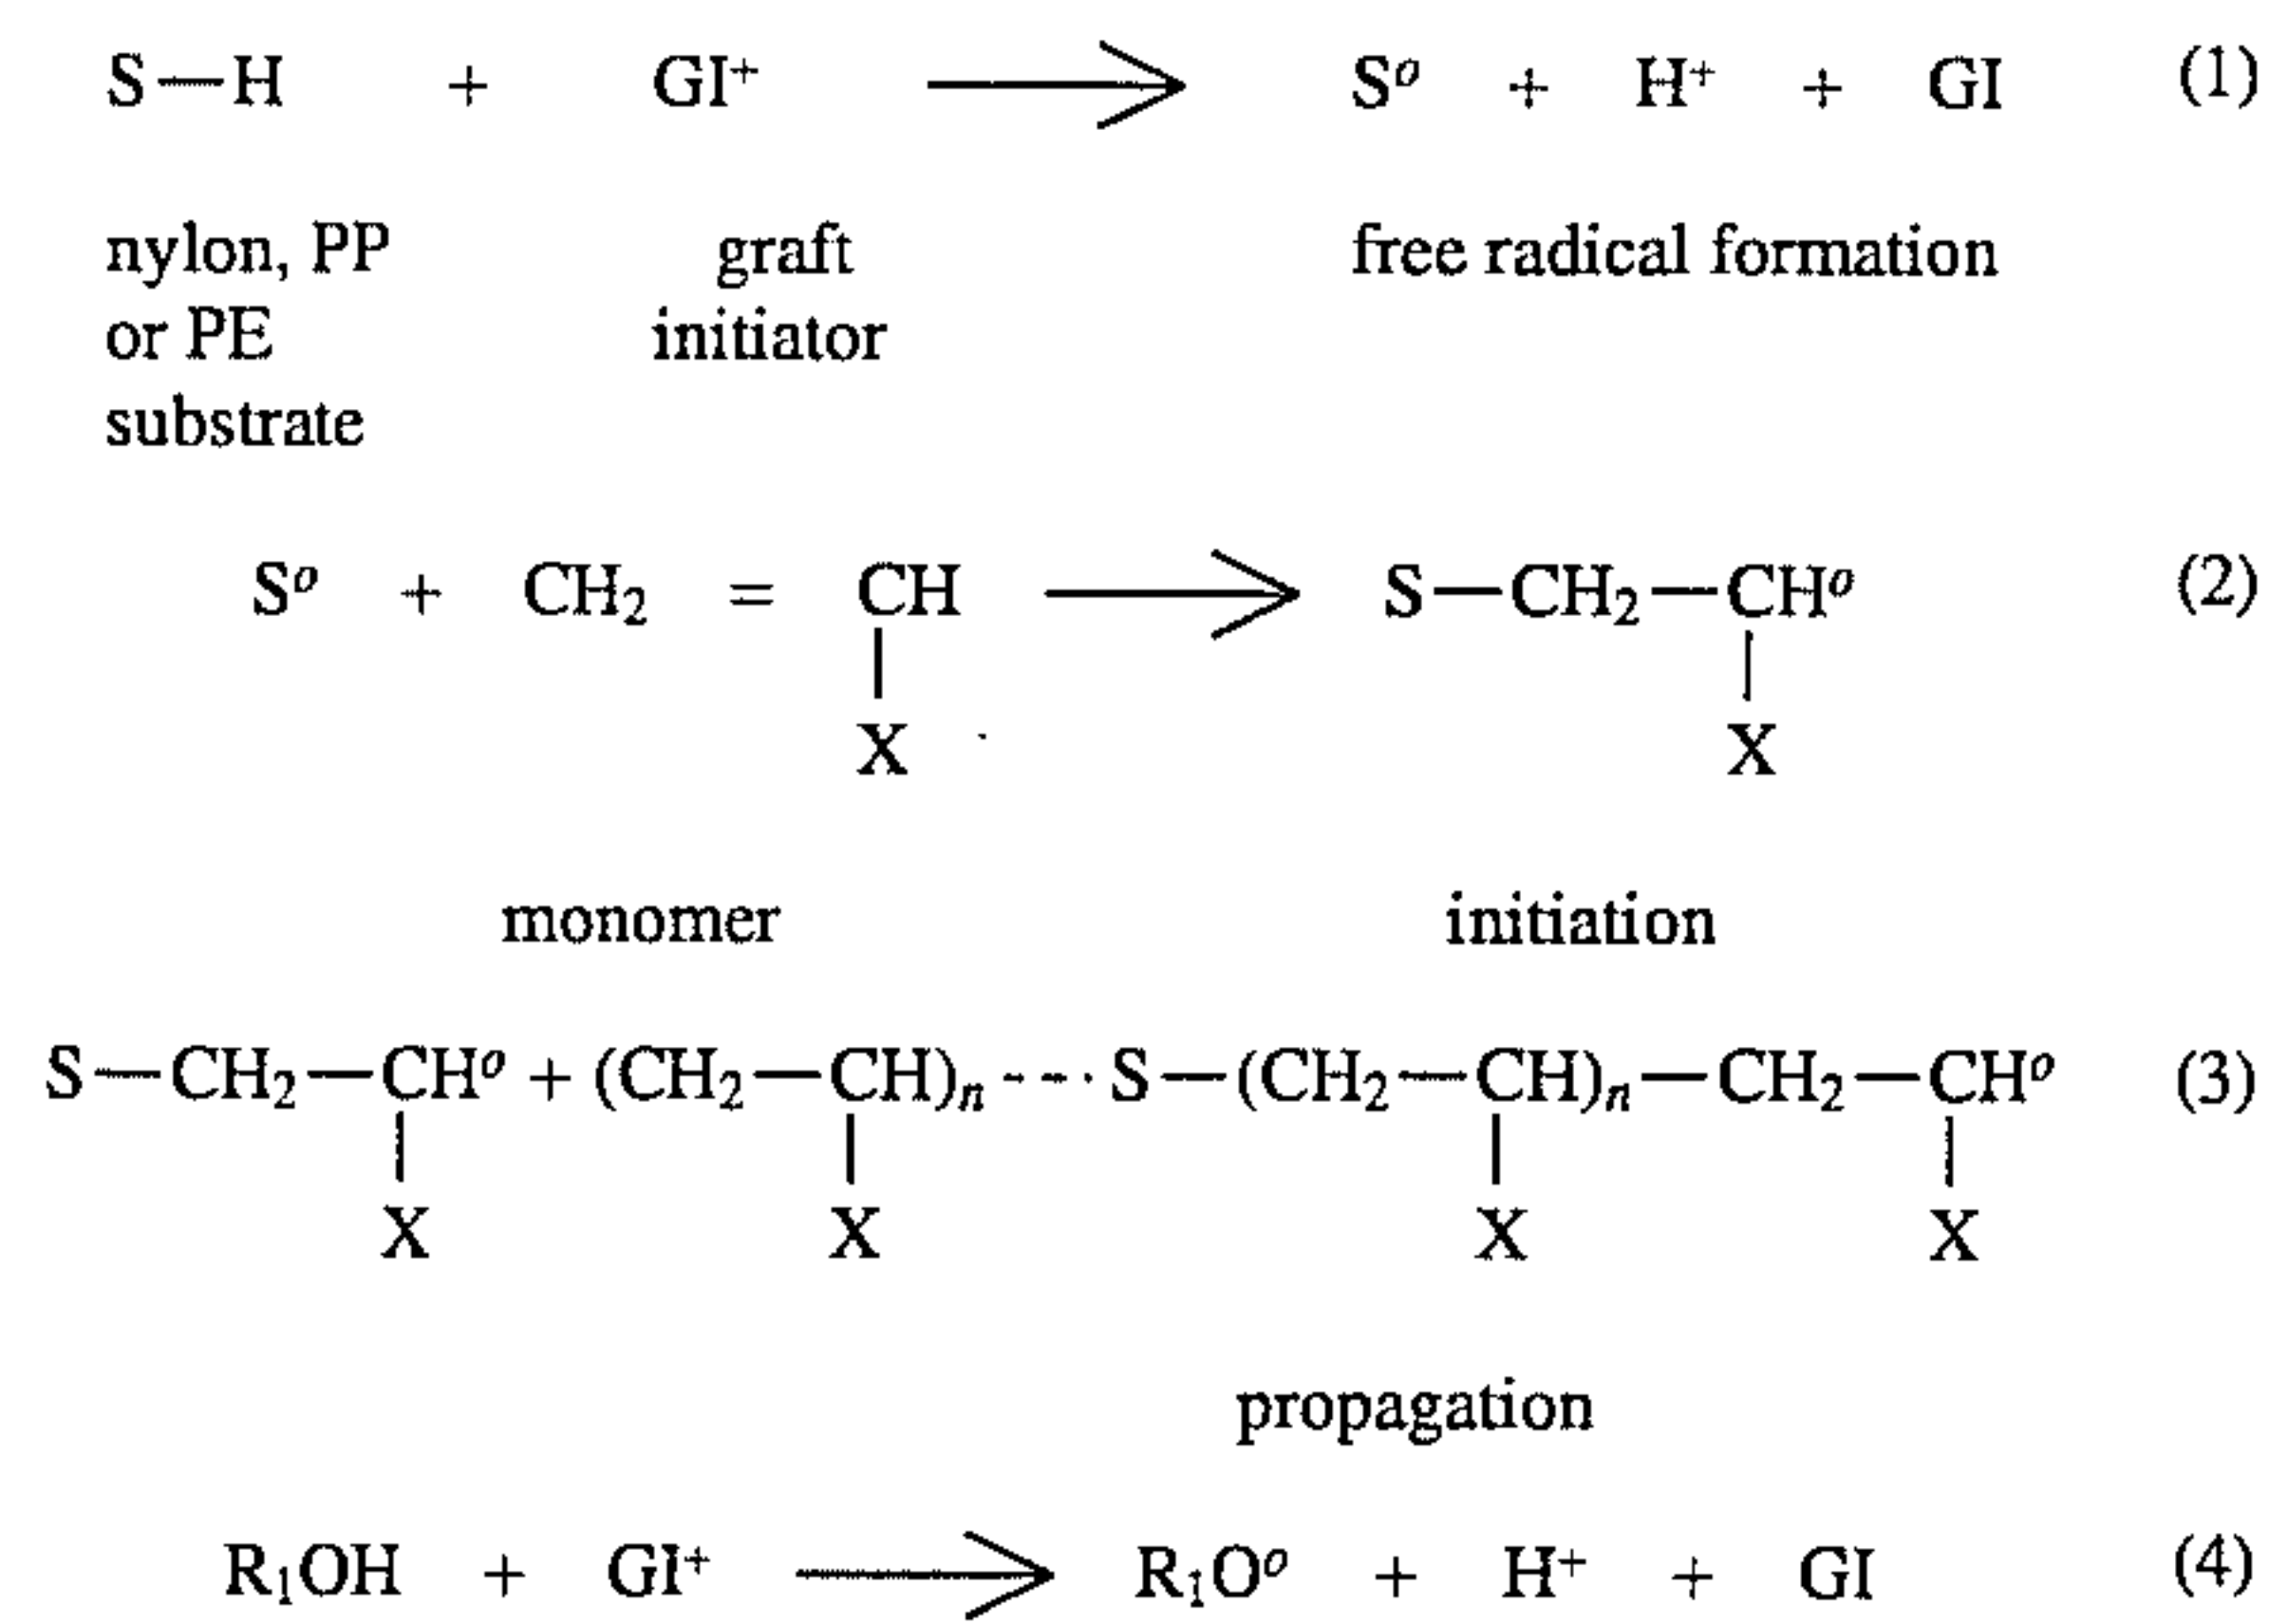 S—H + GI⁺ ⟶ Sº + H⁺ + GI (1)
nylon, PP graft free radical formation
or PE initiator
substrate
Sº + CH₂ = CH ⟶ S—CH₂—CHº (2)
X X
monomer initiation
S—CH₂—CHº + (CH₂—CH)ₙ ---S—(CH₂—CH)ₙ—CH₂—CHº (3)
X X X X
propagation
R₁OH + GI⁺ ⟶ R₁Oº + H⁺ + GI (4)